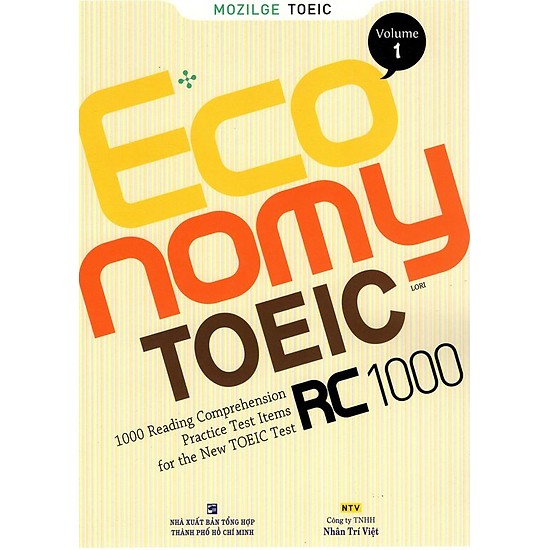 MOZILGE TOEIC
Volume
1
Eco
nomy
LORI
TOEIC
RC 1000
1000 Reading Comprehension
Practice Test Items
for the New TOEIC Test
NHÀ XUẤT BẢN TỔNG HỢP
THÀNH PHỐ HỒ CHÍ MINH
NTV
Công ty TNHH
Nhân Trí Việt